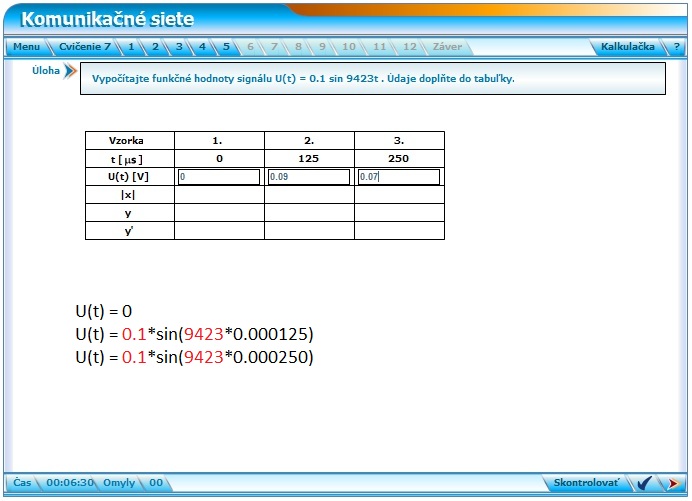 Komunikačné siete
Menu Cvičenie 7 1 2 3 4 5 6 7 8 9 10 11 12 Záver Kalkulačka ?
Úloha
Vypočítajte funkčné hodnoty signálu U(t) = 0.1 sin 9423t . Údaje doplňte do tabuľky.
Vzorka 1. 2. 3.
t [ μs ] 0 125 250
U(t) [V] 0 0.09 0.07
|x|
y
y'
U(t) = 0
U(t) = 0.1*sin(9423*0.000125)
U(t) = 0.1*sin(9423*0.000250)
Čas 00:06:30 Omyly 00 Skontrolovať